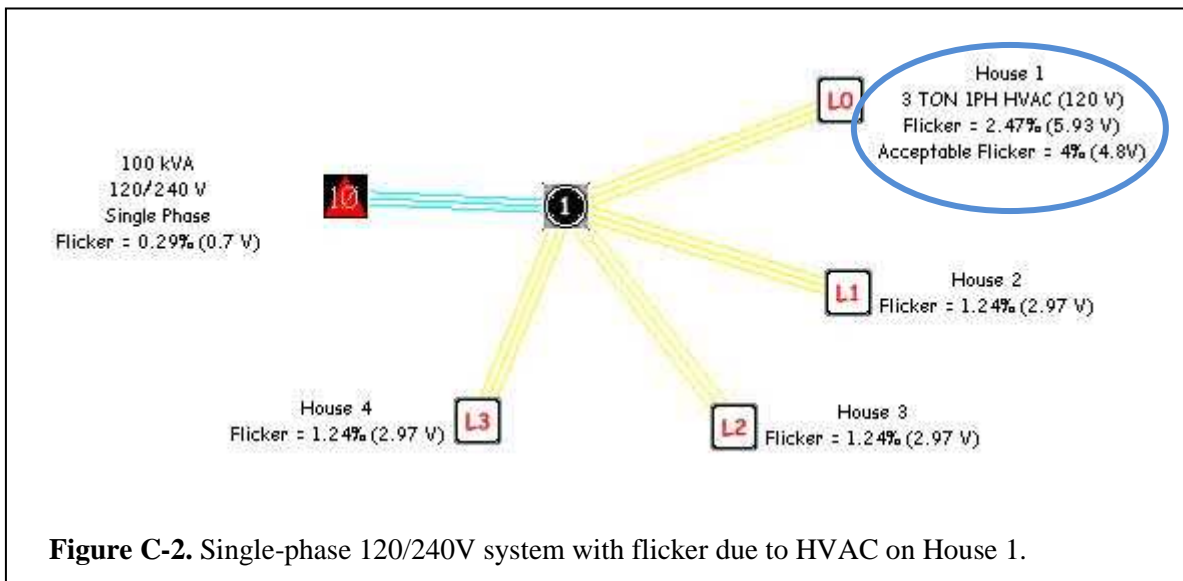 House 1
3 TON 1PH HVAC (120 V)
Flicker = 2.47% (5.93 V)
Acceptable Flicker = 4% (4.8V)
L0
100 kVA
120/240 V
Single Phase
Flicker = 0.29% (0.7 V)
10
1
L1
House 2
Flicker = 1.24% (2.97 V)
House 4
Flicker = 1.24% (2.97 V)
L3
L2
House 3
Flicker = 1.24% (2.97 V)
Figure C-2. Single-phase 120/240V system with flicker due to HVAC on House 1.